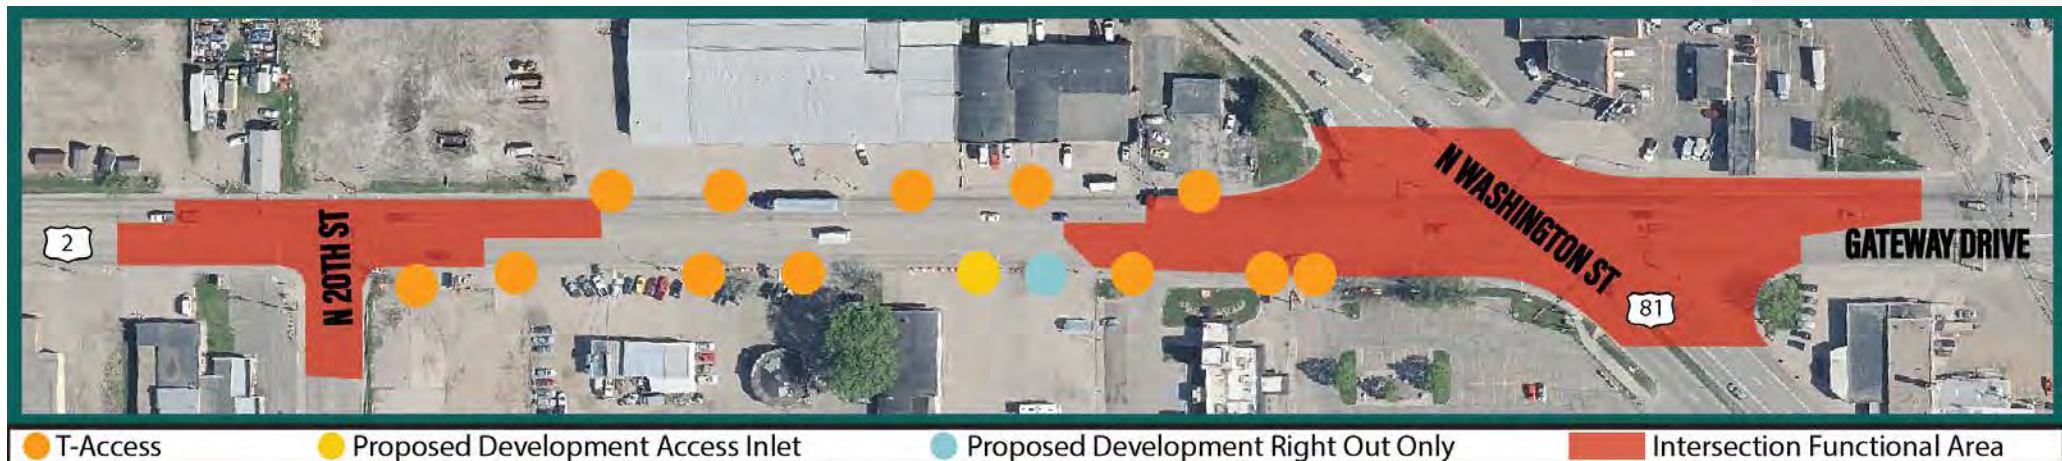 2
N 20TH ST
N WASHINGTON ST
81
GATEWAY DRIVE
T-Access
Proposed Development Access Inlet
Proposed Development Right Out Only
Intersection Functional Area